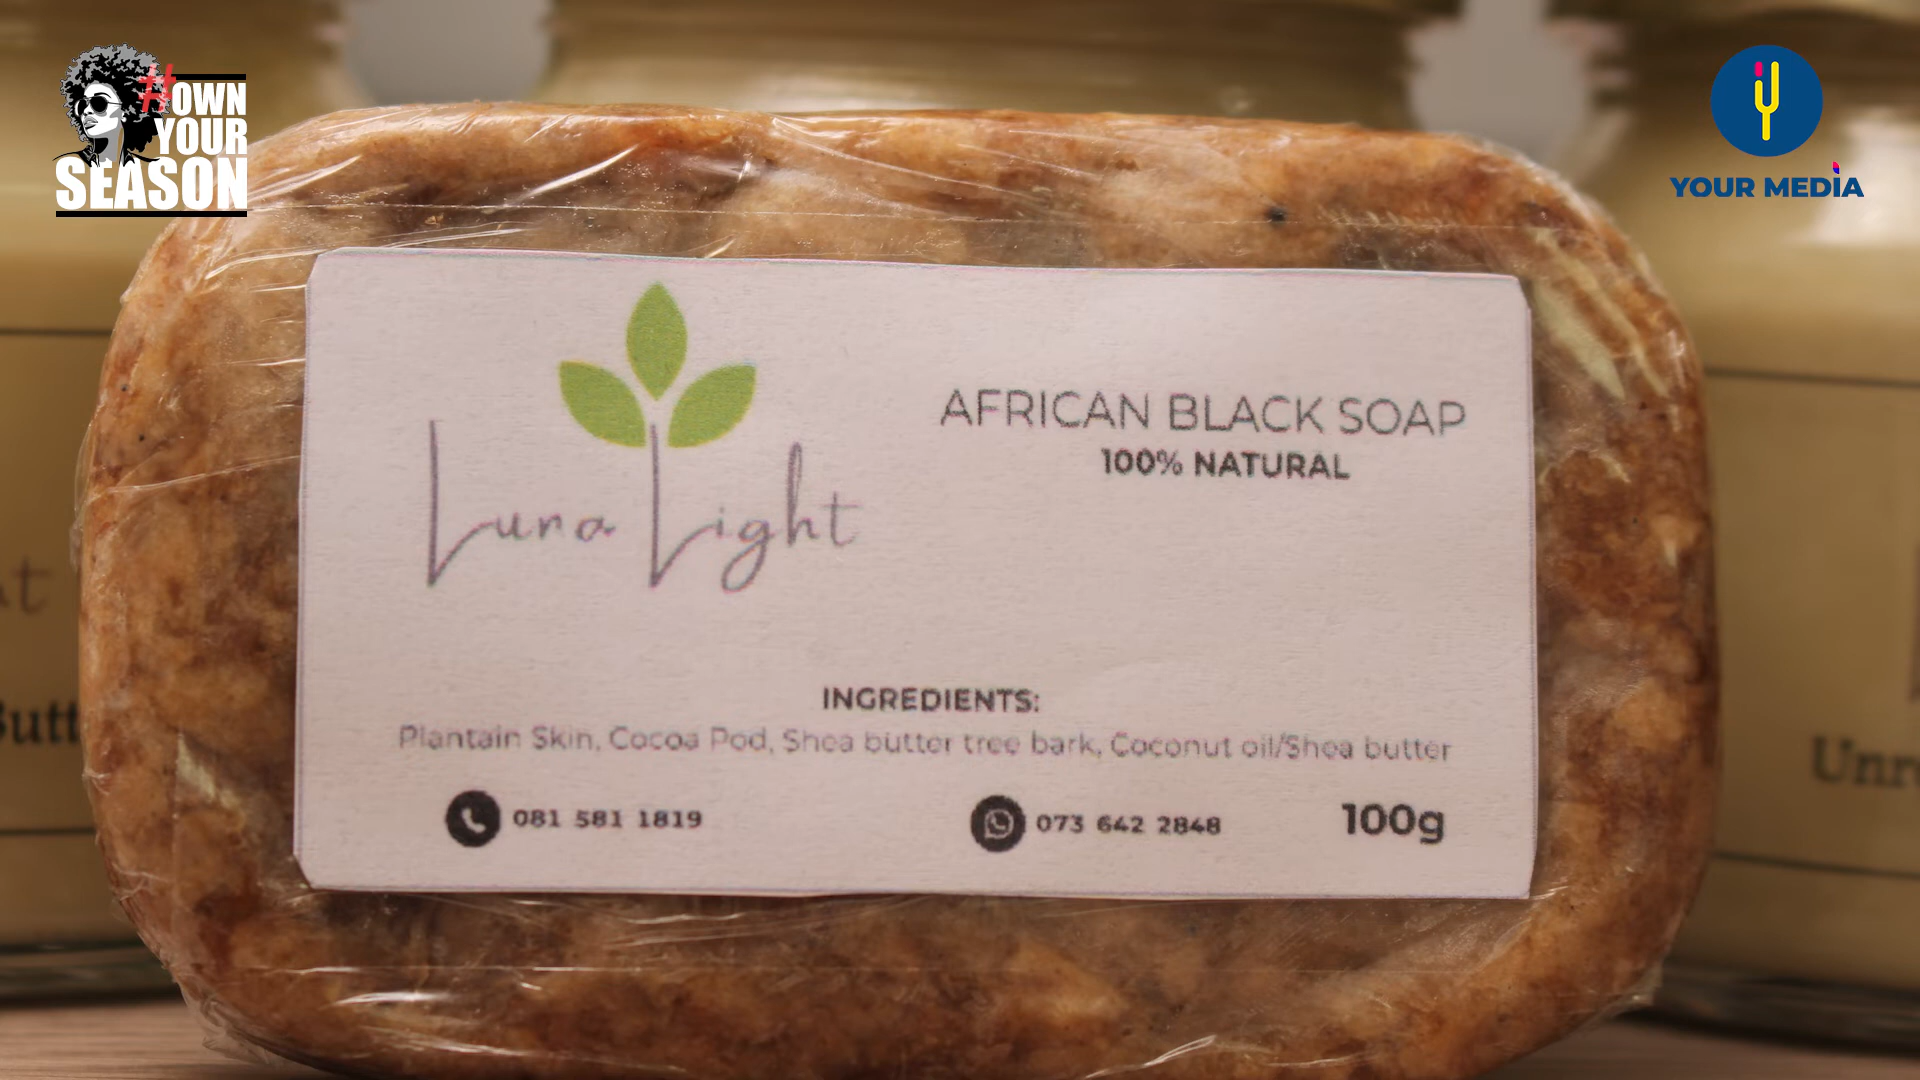 #OWN
YOUR
SEASON
YOUR MEDIA
Luna Light
AFRICAN BLACK SOAP
100% NATURAL
INGREDIENTS:
Plantain Skin, Cocoa Pod, Shea butter tree bark, Coconut oil/Shea butter
081 581 1819
073 642 2848
100g